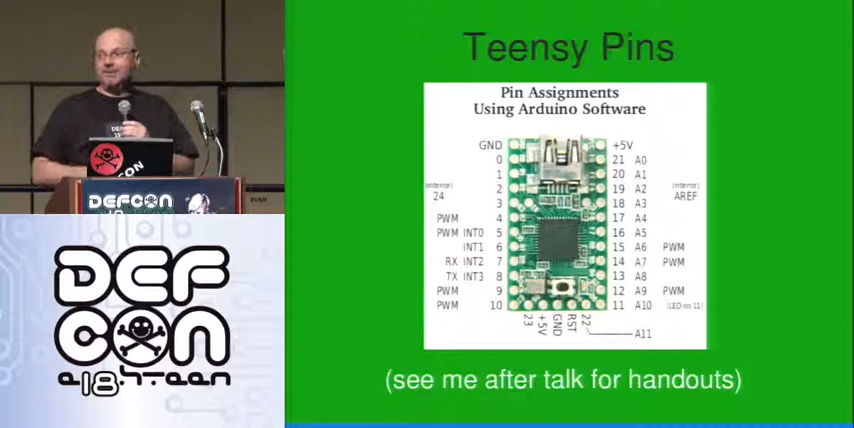 Teensy Pins
Pin Assignments
Using Arduino Software
GND +5V
0 21 A0
1 20 A1
(interior) 2 19 A2 (interior)
24 3 18 A3 AREF
PWM 4 17 A4
PWM INT0 5 16 A5
INT1 6 15 A6 PWM
RX INT2 7 14 A7 PWM
TX INT3 8 13 A8
PWM 9 12 A9 PWM
PWM 10 11 A10 (LED on 11)
23 +5V GND RST 22
A11
(see me after talk for handouts)
DEFCON
DEF
CON
e18hteen